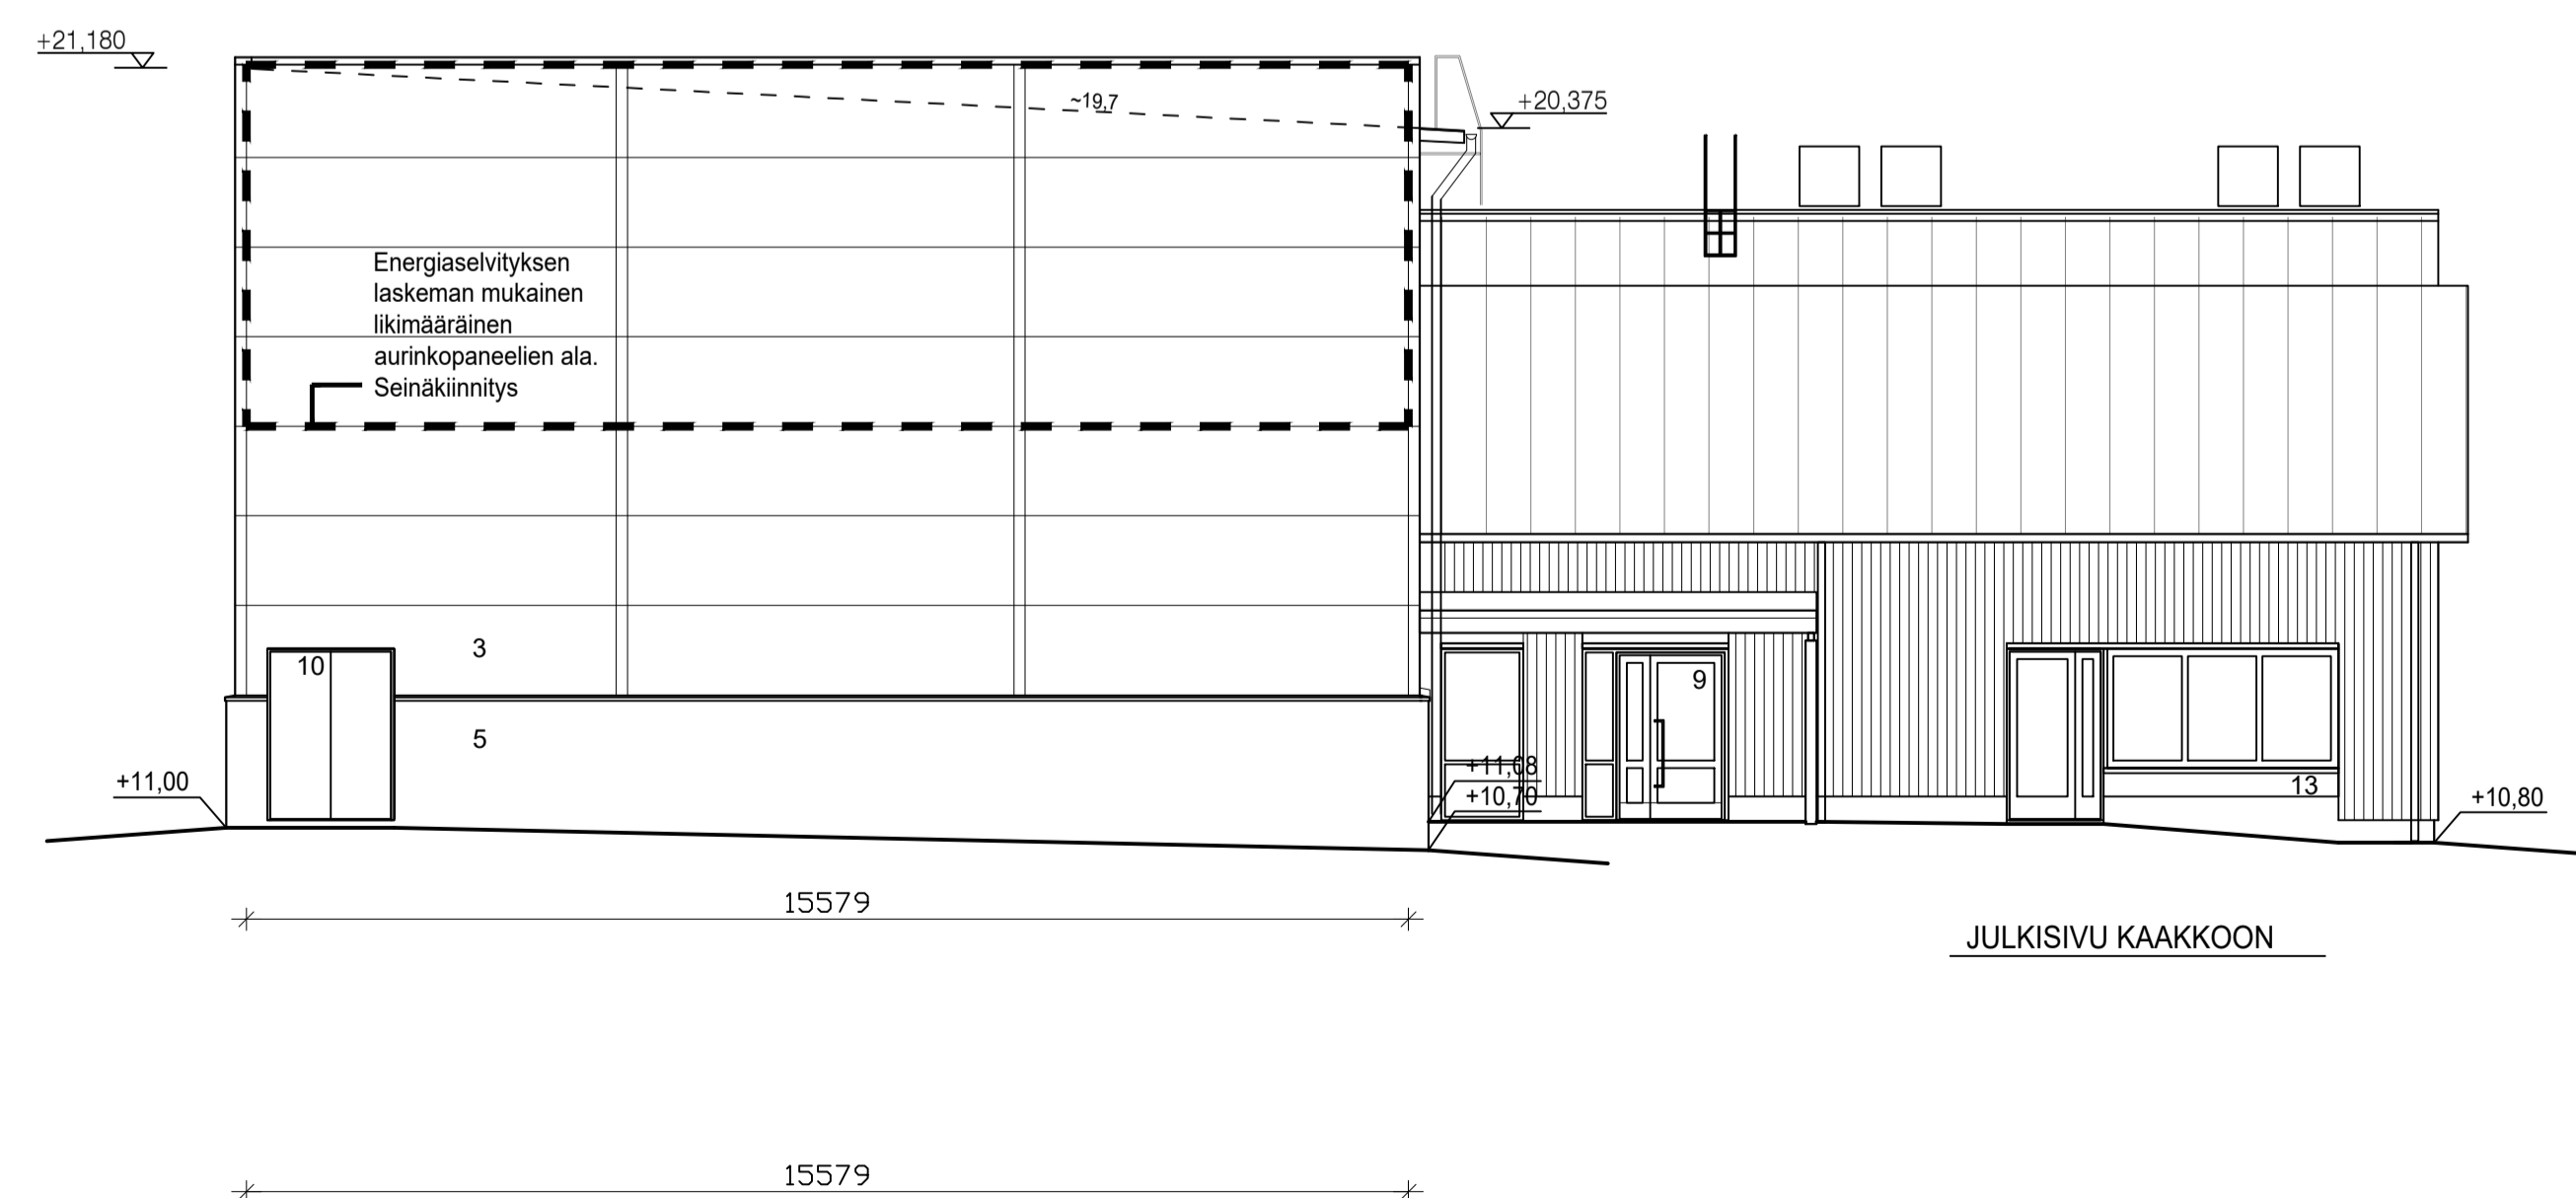 +21,180
~19,7
+20,375
Energiaselvityksen
laskeman mukainen
likimääräinen
aurinkopaneelien ala.
Seinäkiinnitys
3
10
9
5
+11,00
+11,08
+10,70
13
+10,80
15579
JULKISIVU KAAKKOON
15579